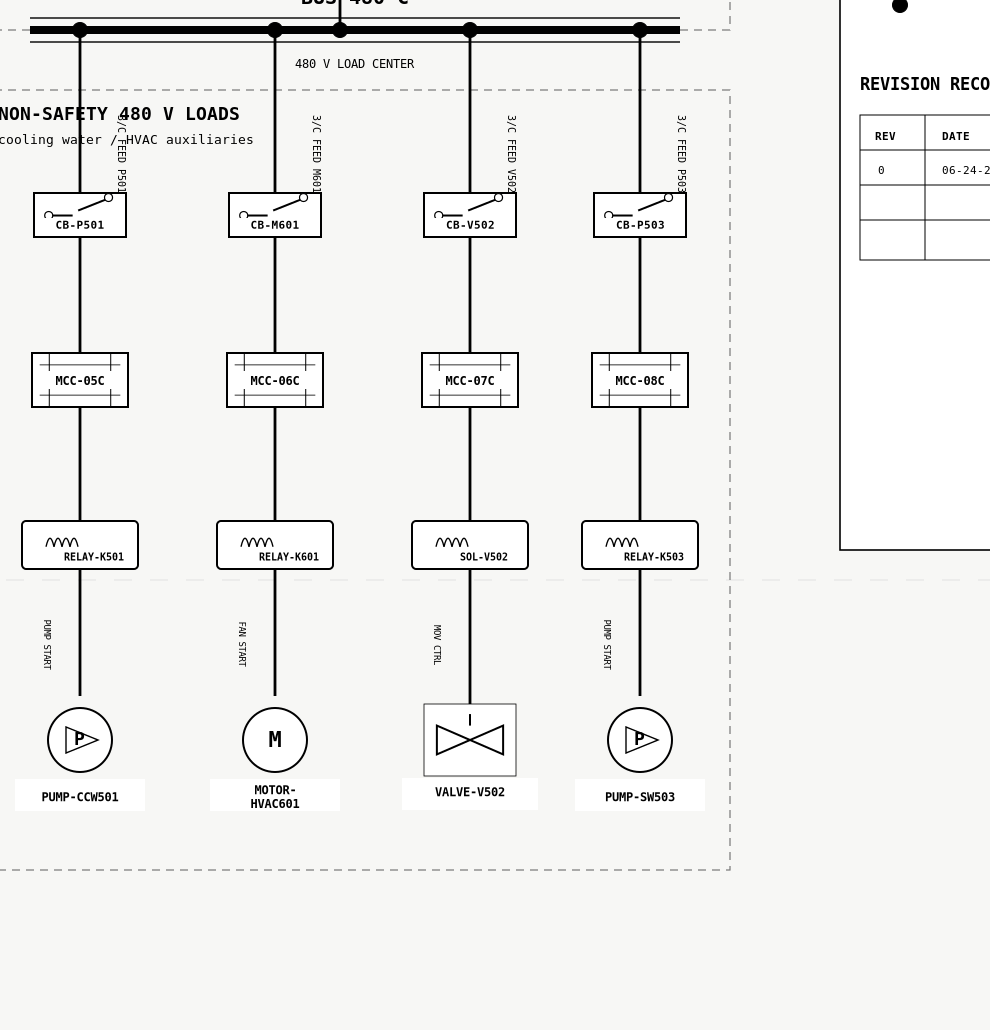 BUS 480 C
480 V LOAD CENTER
NON-SAFETY 480 V LOADS
cooling water / HVAC auxiliaries
3/C FEED P501
3/C FEED M601
3/C FEED V502
3/C FEED P503
CB-P501
CB-M601
CB-V502
CB-P503
MCC-05C
MCC-06C
MCC-07C
MCC-08C
RELAY-K501
RELAY-K601
SOL-V502
RELAY-K503
PUMP START
FAN START
MOV CTRL
PUMP START
P
M
P
PUMP-CCW501
MOTOR-
HVAC601
VALVE-V502
PUMP-SW503
REVISION RECO
REV DATE
0 06-24-2